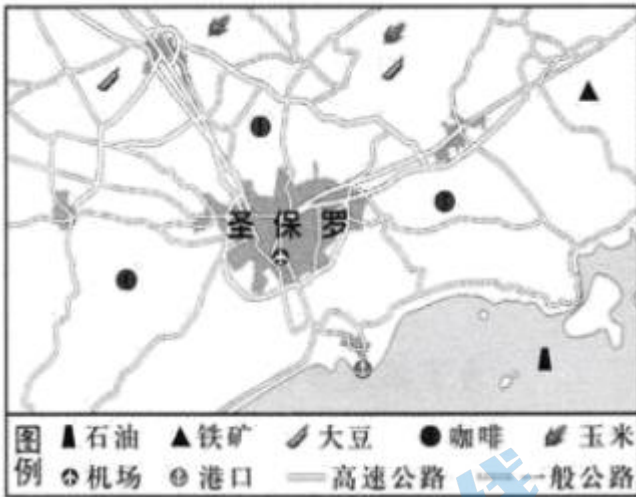 圣保罗
图例 石油 铁矿 大豆 咖啡 玉米
机场 港口 高速公路 一般公路